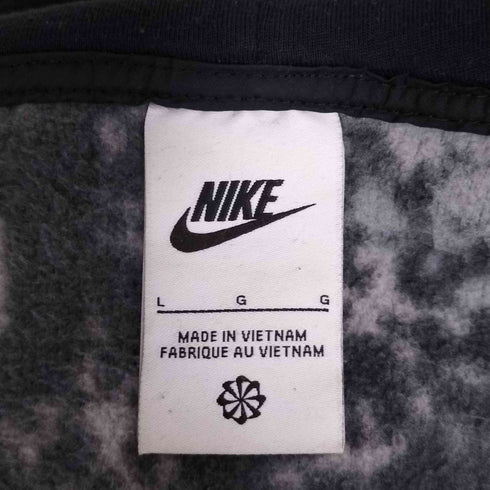 NIKE
L G G
MADE IN VIETNAM
FABRIQUE AU VIETNAM